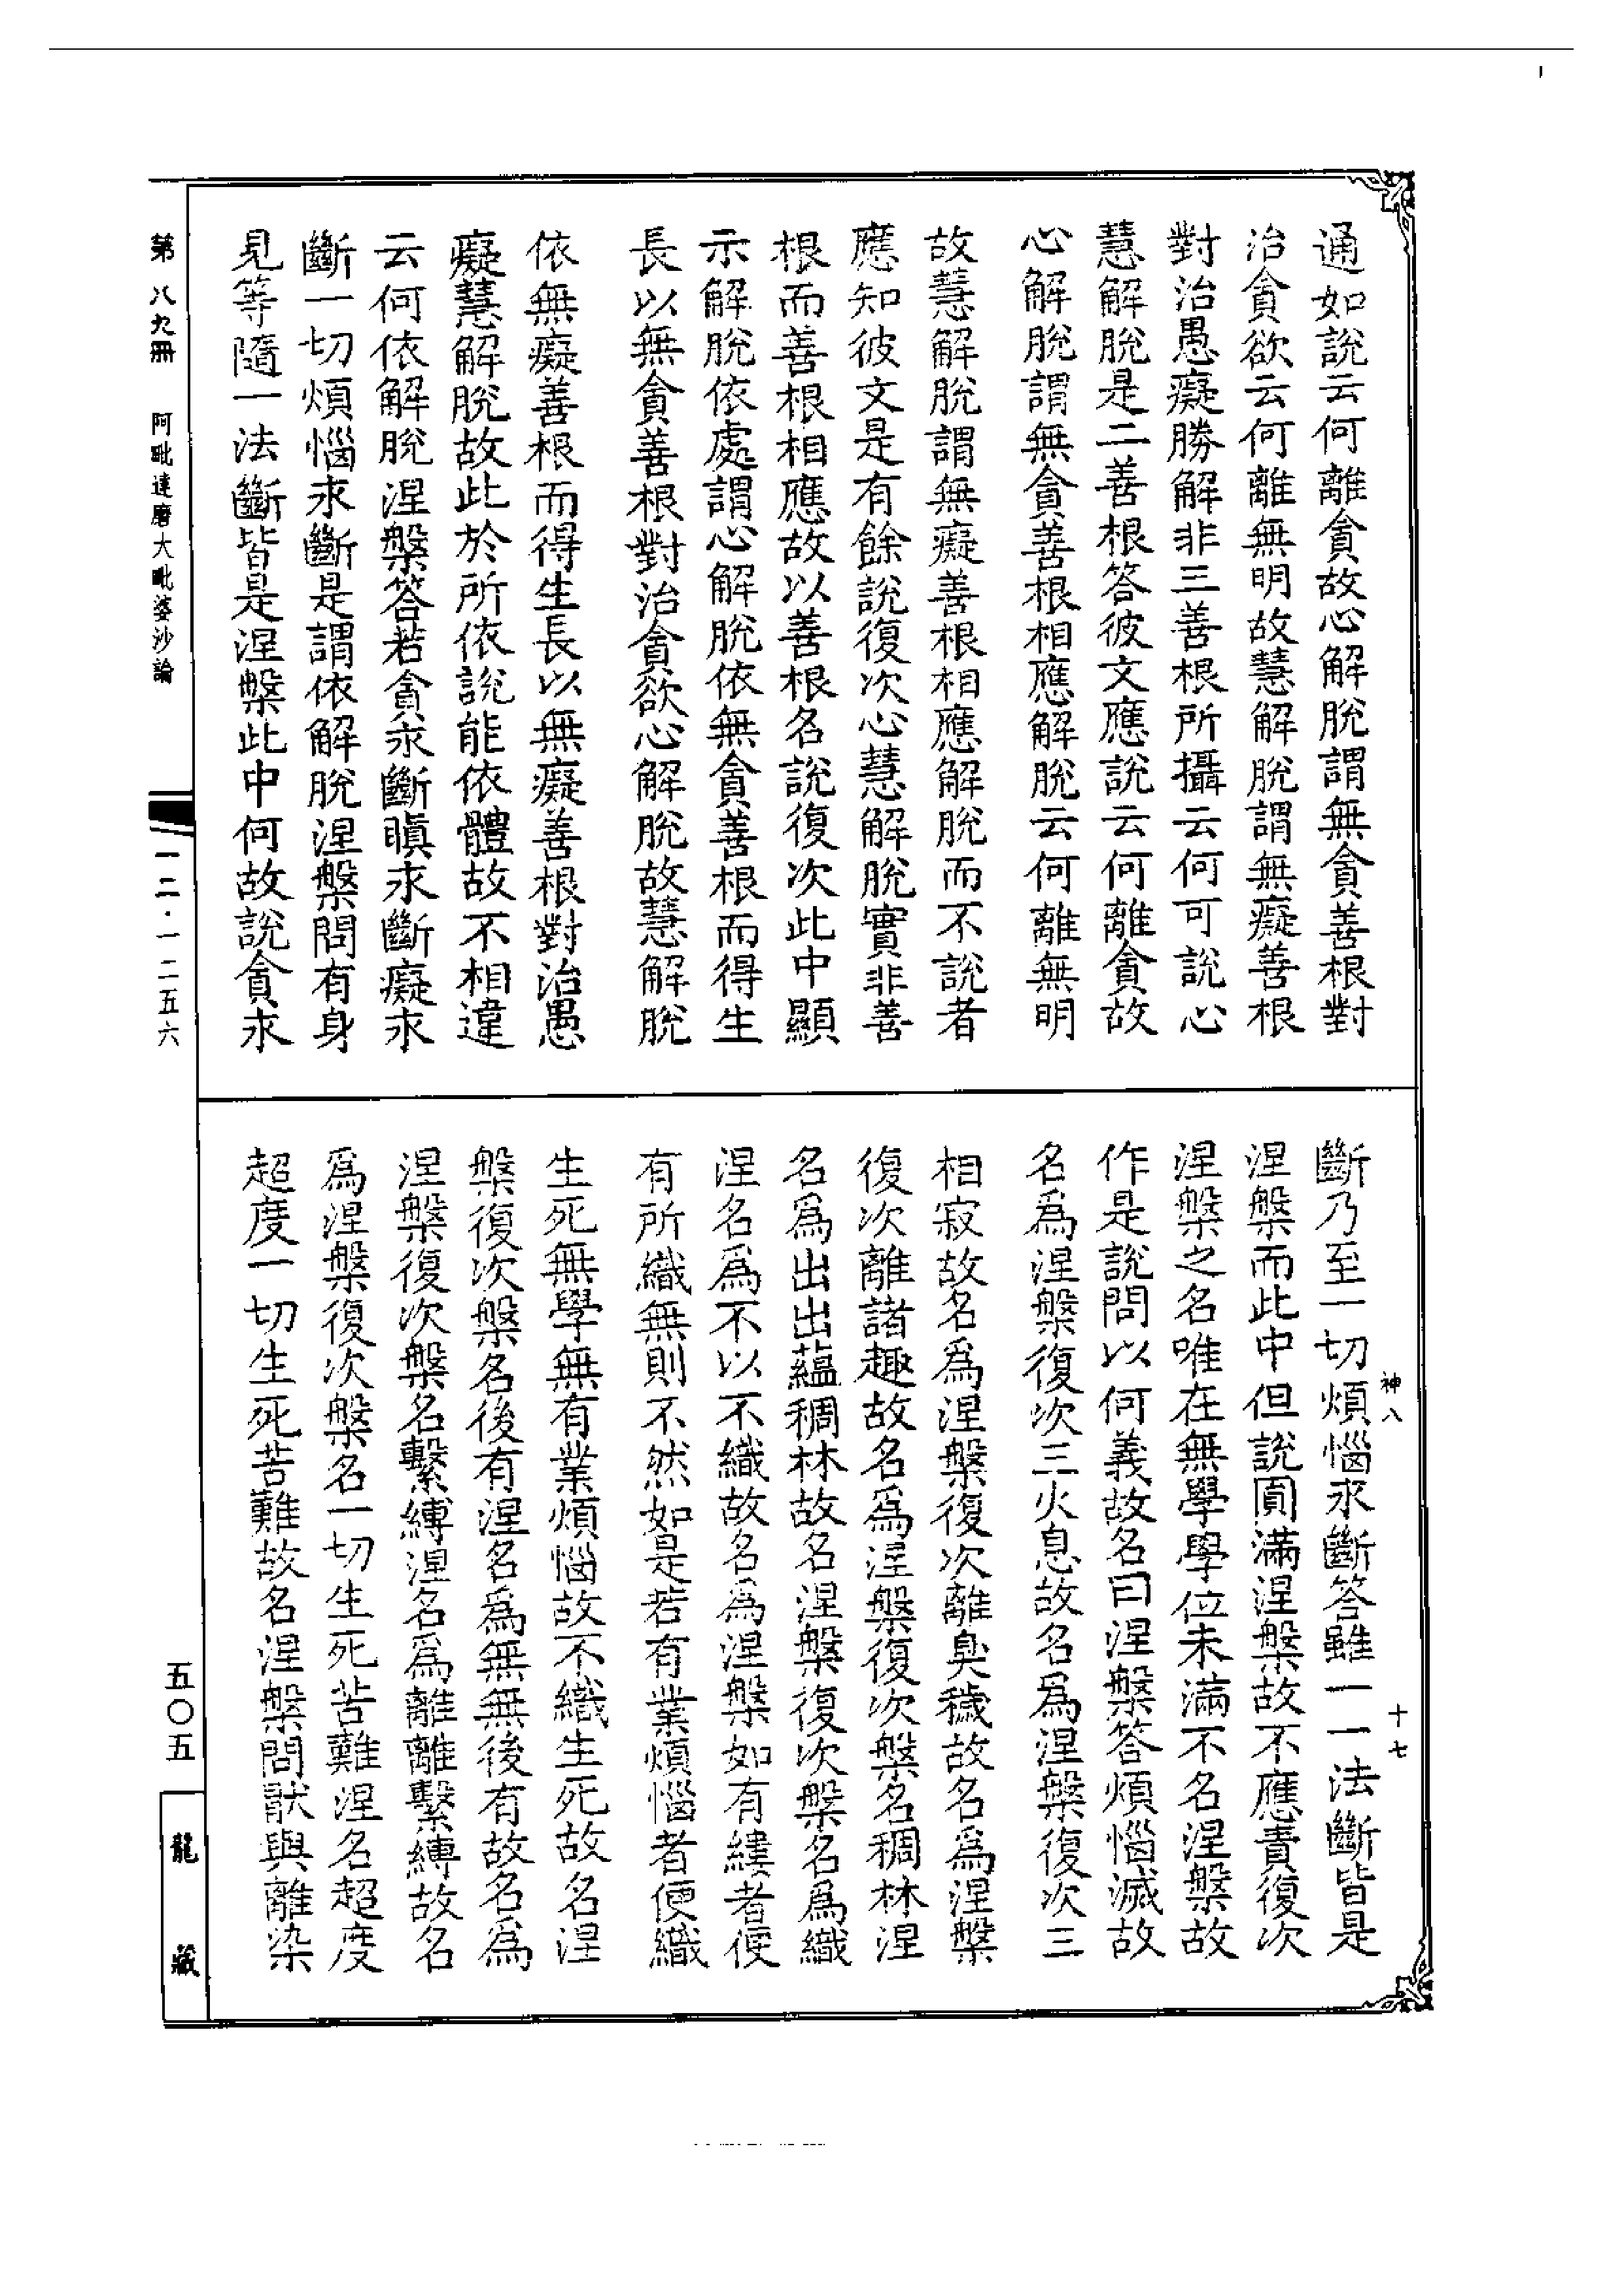 通如說云何離貪故心解脫謂無貪善根對
治貪欲云何離無明故慧解脫謂無癡善根
對治愚癡勝解非三善根所攝云何可說心
慧解脫是二善根答彼文應說云何離貪故
心解脫謂無貪善根相應解脫云何離無明
故慧解脫謂無癡善根相應解脫而不說者
應知彼文是有餘說復次心慧解脫實非善
根而善根相應故以善根名說復次此中顯
示解脫依處謂心解脫依無貪善根而得生
長以無貪善根對治貪欲心解脫故慧解脫
依無癡善根而得生長以無癡善根對治愚
癡慧解脫故此於所依說能依體故不相違
云何依解脫涅槃答若貪永斷瞋永斷癡永
斷一切煩惱永斷是謂依解脫涅槃問有身
見等隨一法斷皆是涅槃此中何故說貪永
斷乃至一切煩惱永斷答雖一一法斷皆是
涅槃而此中但說圓滿涅槃故不應責復次
涅槃之名唯在無學學位未滿不名涅槃故
作是說問以何義故名曰涅槃答煩惱滅故
名爲涅槃復次三火息故名爲涅槃復次三
相寂故名爲涅槃復次離臭穢故名爲涅槃
復次離諸趣故名爲涅槃復次槃名稠林涅
名爲出出蘊稠林故名涅槃復次槃名爲織
涅名爲不以不織故名爲涅槃如有縷者便
有所織無則不然如是若有業煩惱者便織
生死無學無有業煩惱故不織生死故名涅
槃復次槃名後有涅名爲無無後有故名爲
涅槃復次槃名繫縛涅名爲離離繫縛故名
爲涅槃復次槃名一切生死苦難涅名超度
超度一切生死苦難故名涅槃問猒與離染
神八
十七
第八九冊 阿毗達磨大毗婆沙論
一二·一二五六
五〇五
龍藏